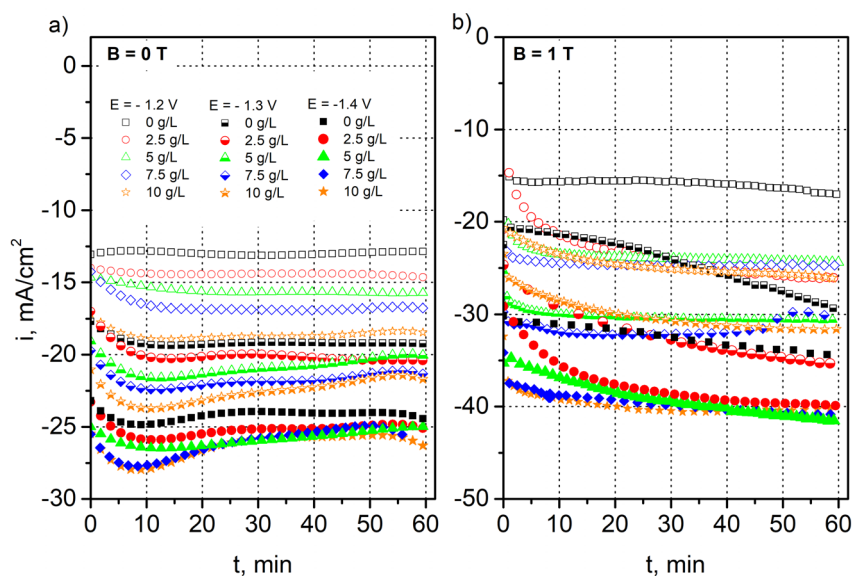 a)
B = 0 T
0
-5
-10
-15
-20
-25
-30
i, mA/cm²
E = - 1.2 V E = - 1.3 V E = - 1.4 V
0 g/L 0 g/L 0 g/L
2.5 g/L 2.5 g/L 2.5 g/L
5 g/L 5 g/L 5 g/L
7.5 g/L 7.5 g/L 7.5 g/L
10 g/L 10 g/L 10 g/L
0 10 20 30 40 50 60
t, min
b)
B = 1 T
0
-10
-20
-30
-40
-50
0 10 20 30 40 50 60
t, min